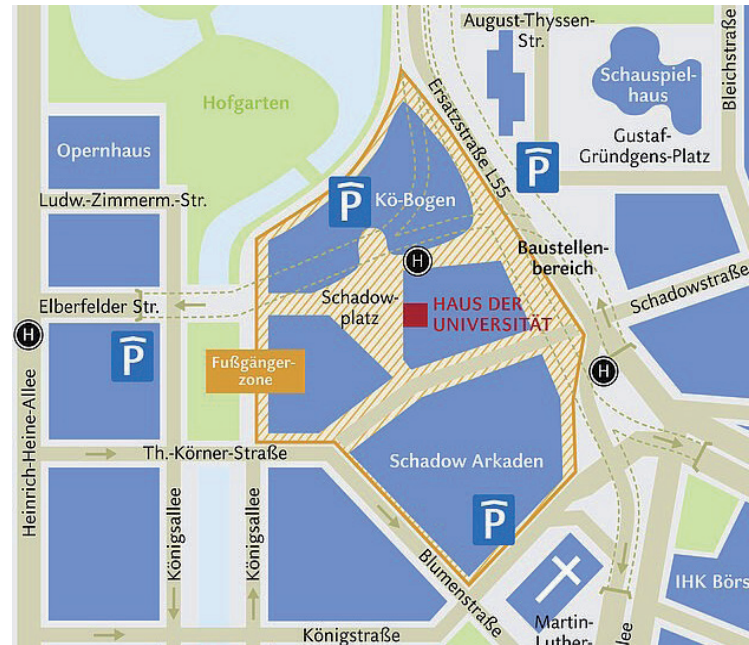 August-Thyssen-
Str.
Hofgarten
Ersatzstraße L55
Schauspiel-
haus
Bleichstraße
Opernhaus
Gustaf-
Gründgens-Platz
P
P
Ludw.-Zimmerm.-Str.
Kö-Bogen
Baustellen-
bereich
H
Schadowstraße
Elberfelder Str.
Schadow-
platz
HAUS DER
UNIVERSITÄT
H
P
Fußgänger-
zone
H
Heinrich-Heine-Allee
Th.-Körner-Straße
Schadow Arkaden
P
Königsallee
Königsallee
Blumenstraße
IHK Börs
Martin-
Luther-
Königstraße
llee